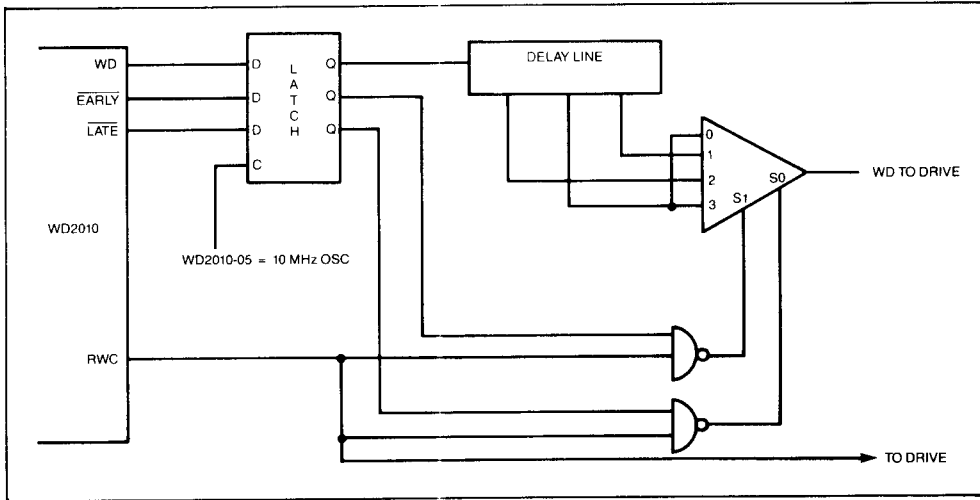 WD
EARLY
LATE
WD2010
RWC
D
D
D
C
LATCH
Q
Q
Q
WD2010-05 = 10 MHz OSC
DELAY LINE
0
1
2
3
S1
S0
WD TO DRIVE
TO DRIVE